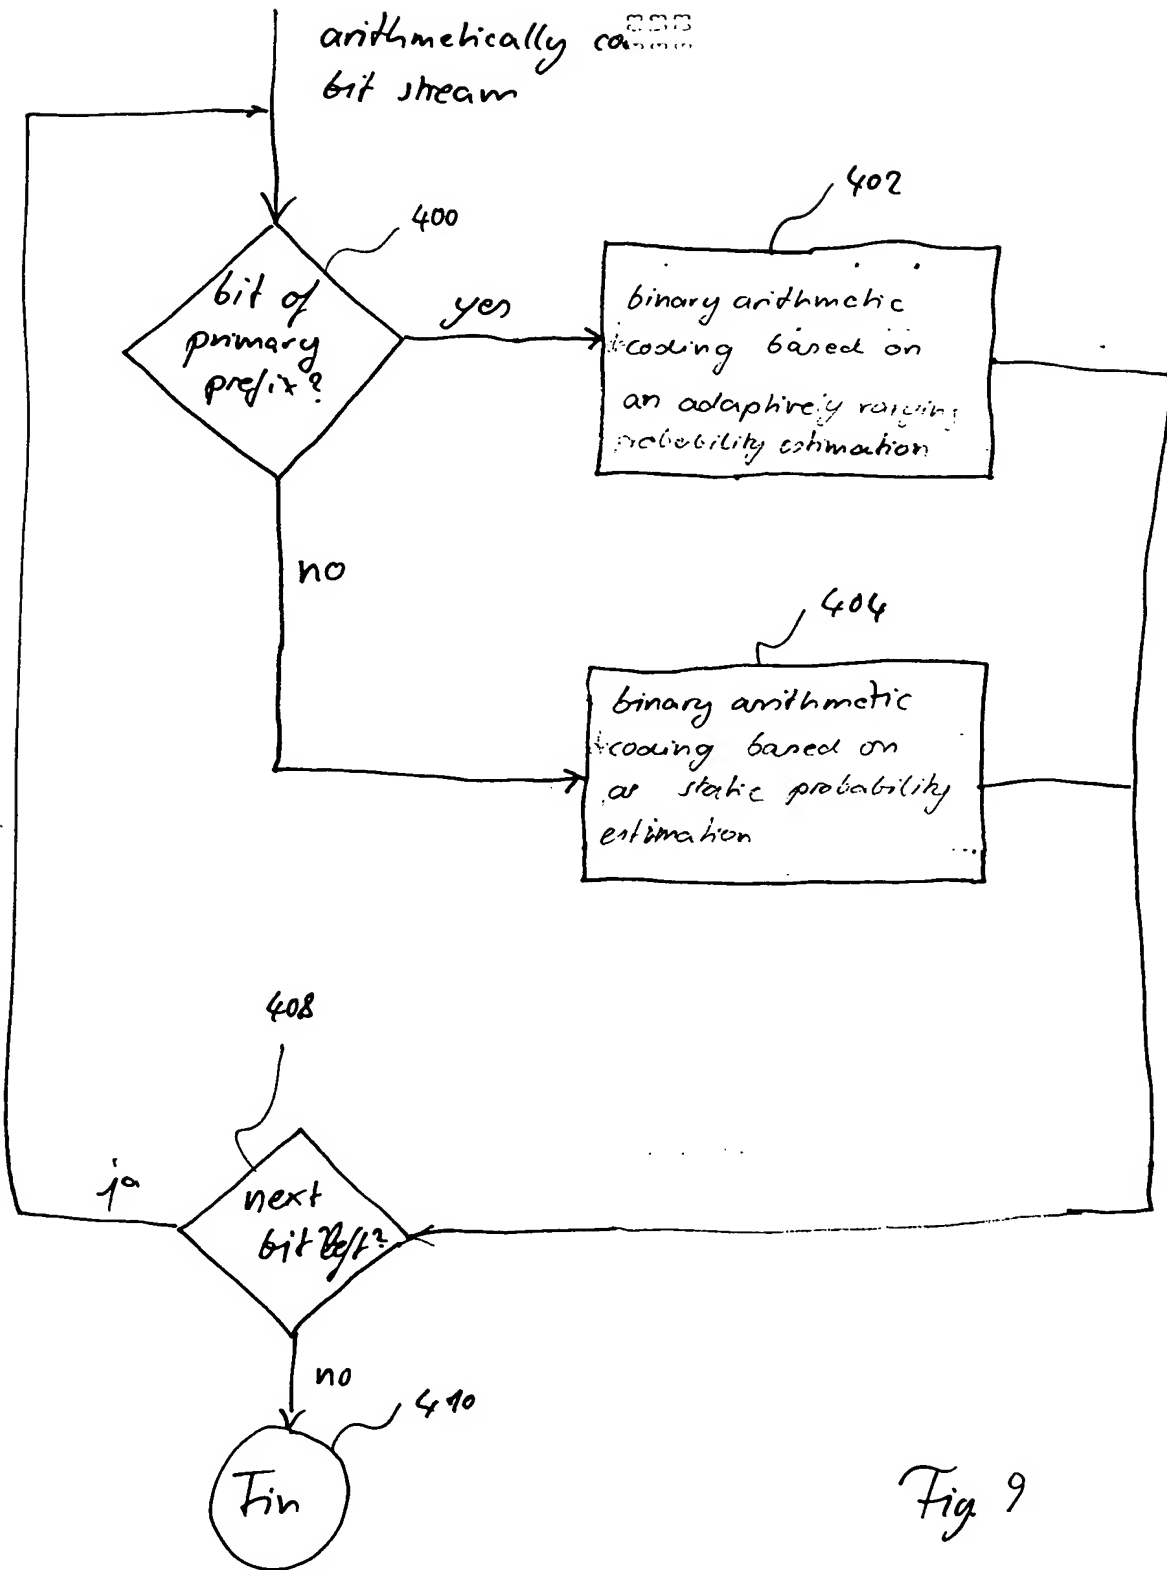 arithmetically co
bit stream
400
bit of
primary
prefix?
yes
402
binary arithmetic
coding based on
an adaptively varying
probability estimation
no
404
binary arithmetic
coding based on
a static probability
estimation
408
ja
next
bit left?
no
410
Fin
Fig 9